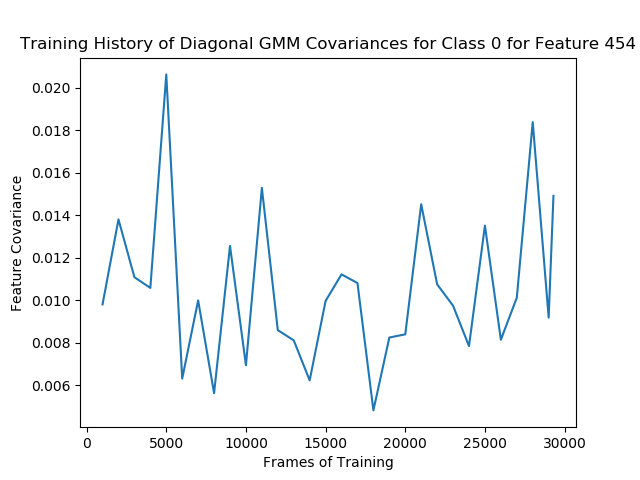 Training History of Diagonal GMM Covariances for Class 0 for Feature 454
0.020
0.018
0.016
0.014
0.012
0.010
0.008
0.006
Feature Covariance
0 5000 10000 15000 20000 25000 30000
Frames of Training